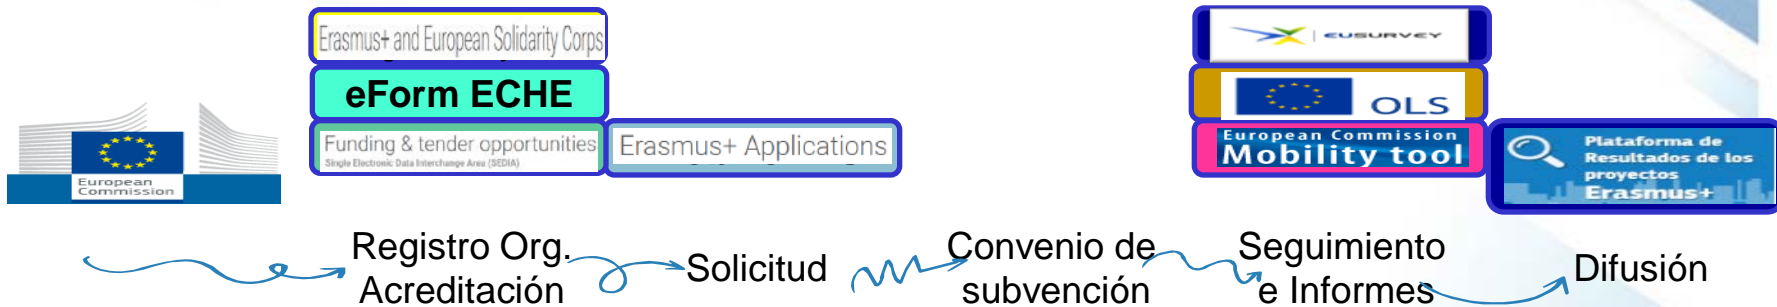 Erasmus+ and European Solidarity Corps
eForm ECHE
Funding & tender opportunities
Single Electronic Data Interchange Area (SEDIA)
Erasmus+ Applications
European
Commission
EUSURVEY
OLS
European Commission
Mobility tool
Plataforma de
Resultados de los
proyectos
Erasmus+
Registro Org.
Acreditación
Solicitud
Convenio de
subvención
Seguimiento
e Informes
Difusión